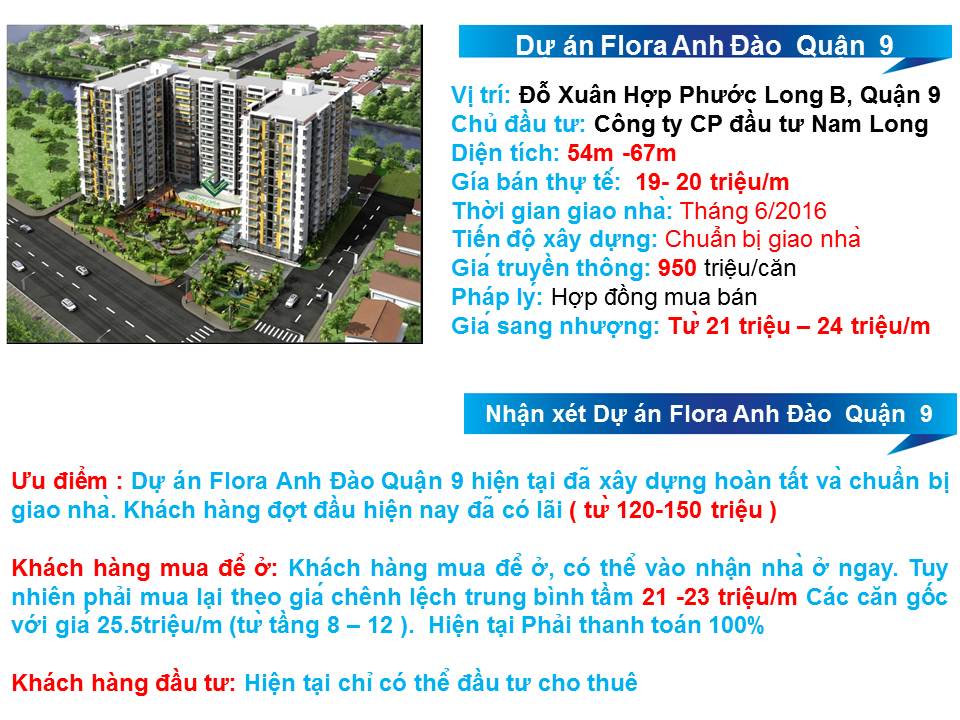 Dự án Flora Anh Đào Quận 9
Vị trí: Đỗ Xuân Hợp Phước Long B, Quận 9
Chủ đầu tư: Công ty CP đầu tư Nam Long
Diện tích: 54m -67m
Gía bán thự tế: 19- 20 triệu/m
Thời gian giao nhà: Tháng 6/2016
Tiến độ xây dựng: Chuẩn bị giao nhà
Giá truyền thông: 950 triệu/căn
Pháp lý: Hợp đồng mua bán
Giá sang nhượng: Từ 21 triệu – 24 triệu/m
Nhận xét Dự án Flora Anh Đào Quận 9
Ưu điểm : Dự án Flora Anh Đào Quận 9 hiện tại đã xây dựng hoàn tất và chuẩn bị
giao nhà. Khách hàng đợt đầu hiện nay đã có lãi ( từ 120-150 triệu )
Khách hàng mua để ở: Khách hàng mua để ở, có thể vào nhận nhà ở ngay. Tuy
nhiên phải mua lại theo giá chênh lệch trung bình tầm 21 -23 triệu/m Các căn gốc
với giá 25.5triệu/m (từ tầng 8 – 12 ). Hiện tại Phải thanh toán 100%
Khách hàng đầu tư: Hiện tại chỉ có thể đầu tư cho thuê